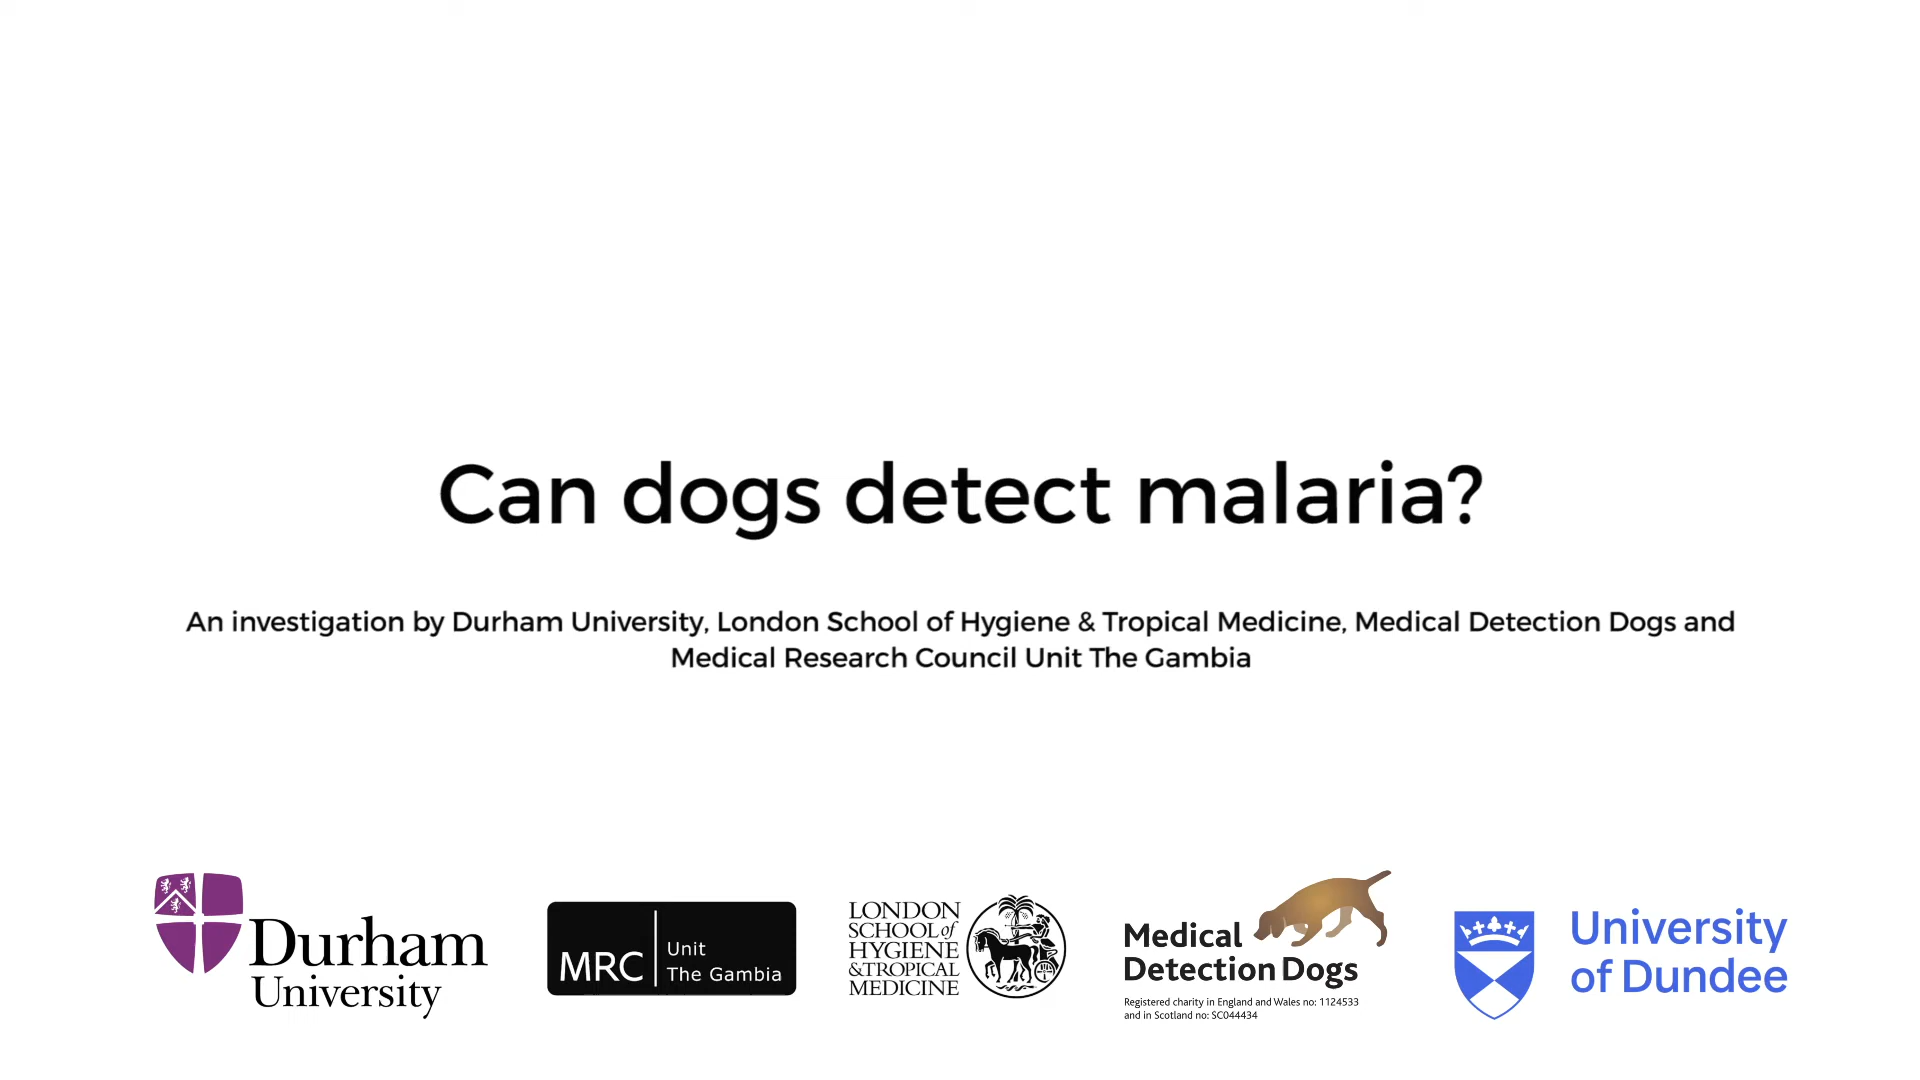 Can dogs detect malaria?
An investigation by Durham University, London School of Hygiene & Tropical Medicine, Medical Detection Dogs and
Medical Research Council Unit The Gambia
Durham
University
MRC
Unit
The Gambia
LONDON
SCHOOL of
HYGIENE
&TROPICAL
MEDICINE
Medical
Detection Dogs
Registered charity in England and Wales no: 1124533
and in Scotland no: SC044434
University
of Dundee